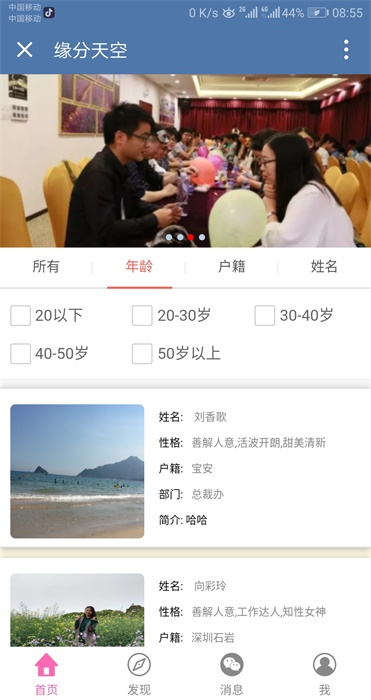 中国移动
中国移动
0 K/s 2G 4G 44% 08:55
缘分天空
所有 年龄 户籍 姓名
20以下 20-30岁 30-40岁
40-50岁 50岁以上
姓名: 刘香歌
性格: 善解人意,活波开朗,甜美清新
户籍: 宝安
部门: 总裁办
简介: 哈哈
姓名: 向彩玲
性格: 善解人意,工作达人,知性女神
户籍: 深圳石岩
首页 发现 消息 我